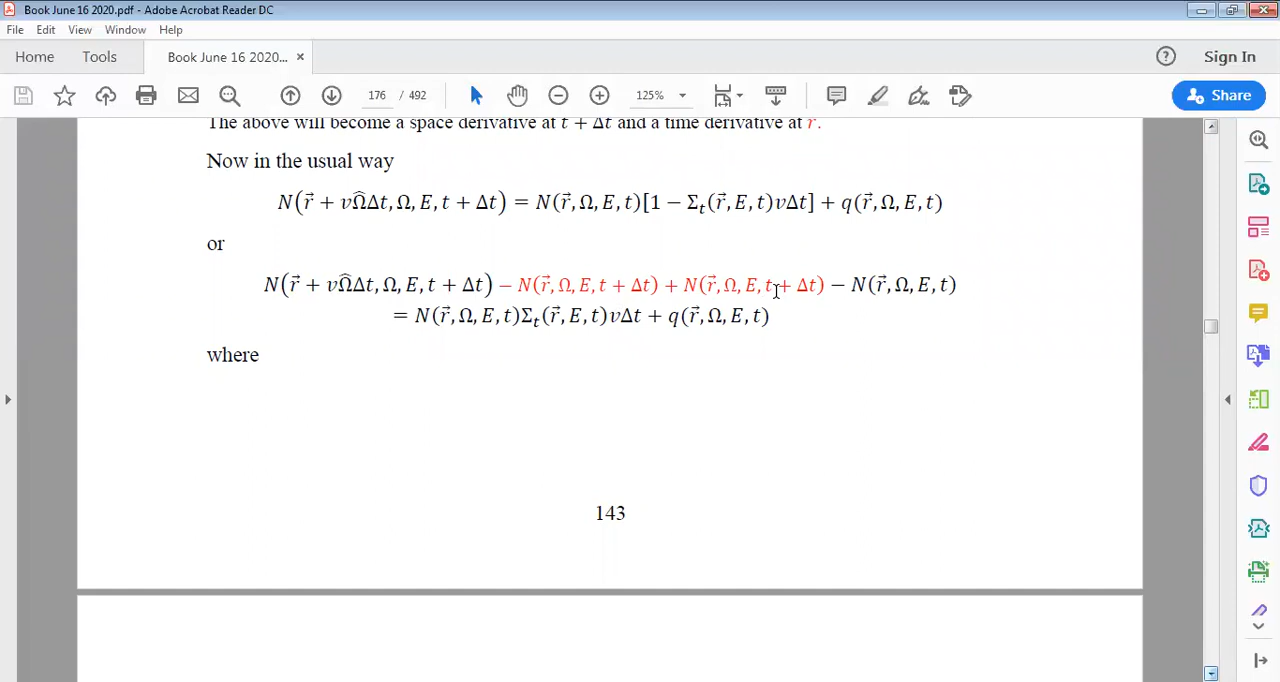 Book June 16 2020.pdf - Adobe Acrobat Reader DC
File Edit View Window Help
Home Tools Book June 16 2020... × ? Sign In
176 / 492 125% Share
The above will become a space derivative at t + Δt and a time derivative at r⃗.
Now in the usual way
N(r⃗ + vΩ̂Δt, Ω, E, t + Δt) = N(r⃗, Ω, E, t)[1 − Σₜ(r⃗, E, t)vΔt] + q(r⃗, Ω, E, t)
or
N(r⃗ + vΩ̂Δt, Ω, E, t + Δt) − N(r⃗, Ω, E, t + Δt) + N(r⃗, Ω, E, t + Δt) − N(r⃗, Ω, E, t)
= N(r⃗, Ω, E, t)Σₜ(r⃗, E, t)vΔt + q(r⃗, Ω, E, t)
where
143